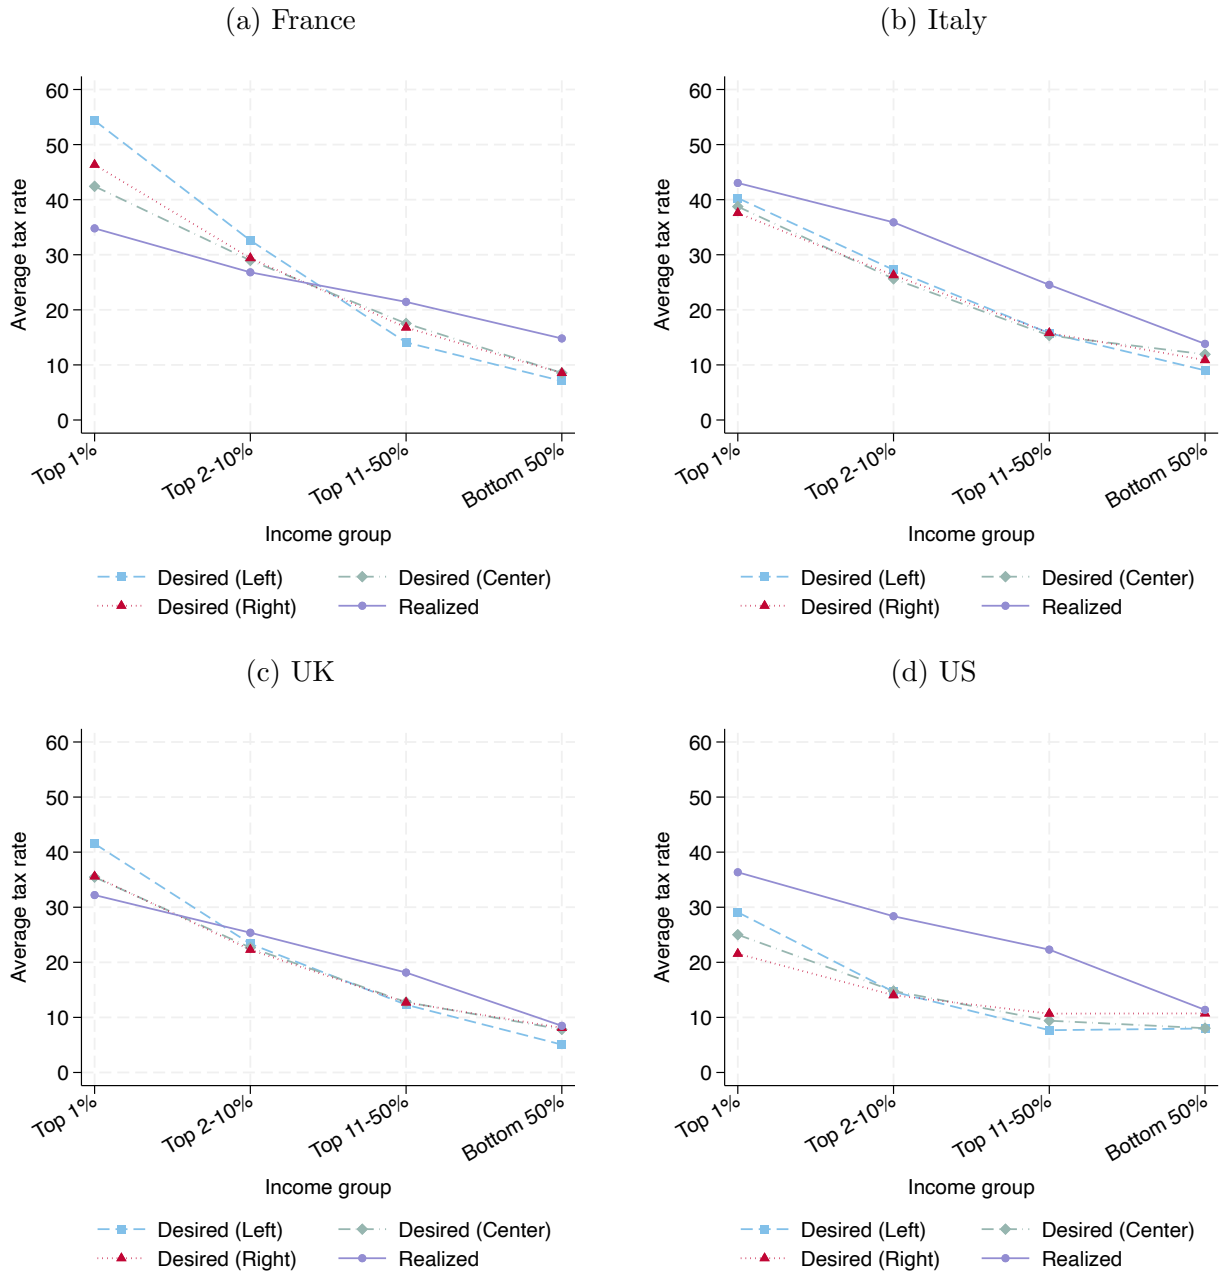 (a) France
(b) Italy
Average tax rate
60
50
40
30
20
10
0
Top 1%
Top 2-10%
Top 11-50%
Bottom 50%
Income group
Desired (Left)
Desired (Center)
Desired (Right)
Realized
Average tax rate
60
50
40
30
20
10
0
Top 1%
Top 2-10%
Top 11-50%
Bottom 50%
Income group
Desired (Left)
Desired (Center)
Desired (Right)
Realized
(c) UK
(d) US
Average tax rate
60
50
40
30
20
10
0
Top 1%
Top 2-10%
Top 11-50%
Bottom 50%
Income group
Desired (Left)
Desired (Center)
Desired (Right)
Realized
Average tax rate
60
50
40
30
20
10
0
Top 1%
Top 2-10%
Top 11-50%
Bottom 50%
Income group
Desired (Left)
Desired (Center)
Desired (Right)
Realized